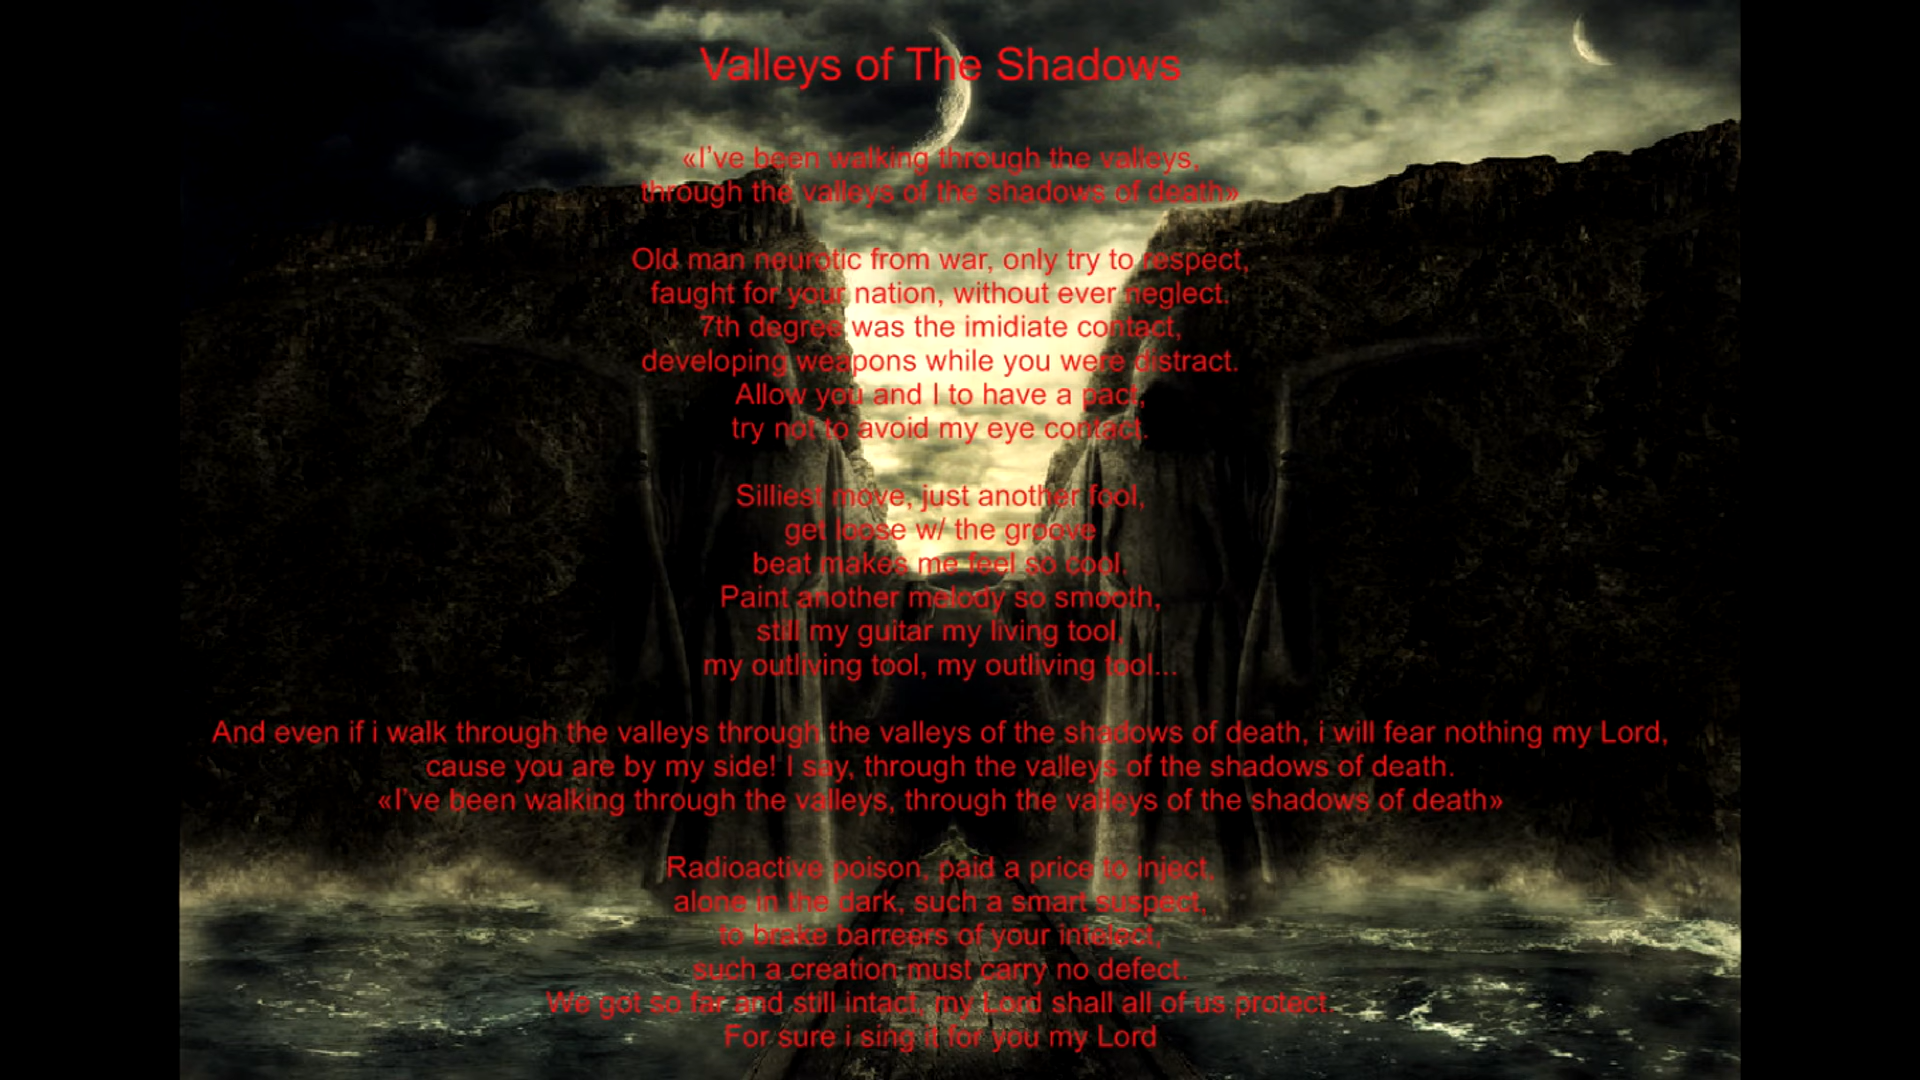 Valleys of The Shadows
«I’ve been walking through the valleys,
through the valleys of the shadows of death»
Old man neurotic from war, only try to respect,
faught for your nation, without ever neglect.
7th degree was the imidiate contact,
developing weapons while you were distract.
Allow you and I to have a pact,
try not to avoid my eye contact.
Silliest move, just another fool,
get loose w/ the groove
beat makes me feel so cool.
Paint another melody so smooth,
still my guitar my living tool,
my outliving tool, my outliving tool...
And even if i walk through the valleys through the valleys of the shadows of death, i will fear nothing my Lord,
cause you are by my side! I say, through the valleys of the shadows of death.
«I’ve been walking through the valleys, through the valleys of the shadows of death»
Radioactive poison, paid a price to inject,
alone in the dark, such a smart suspect,
to brake barreers of your intelect,
such a creation must carry no defect.
We got so far and still intact, my Lord shall all of us protect.
For sure i sing it for you my Lord